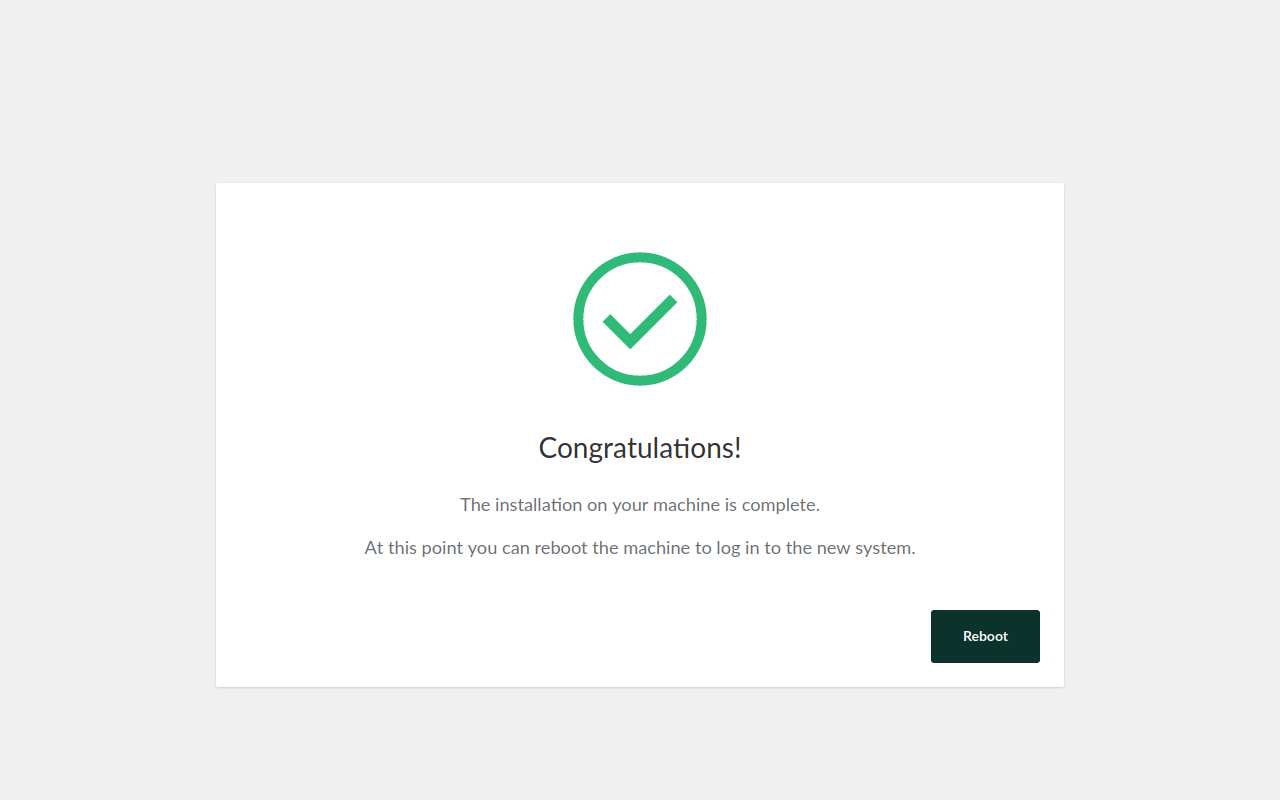 Congratulations!
The installation on your machine is complete.
At this point you can reboot the machine to log in to the new system.
Reboot